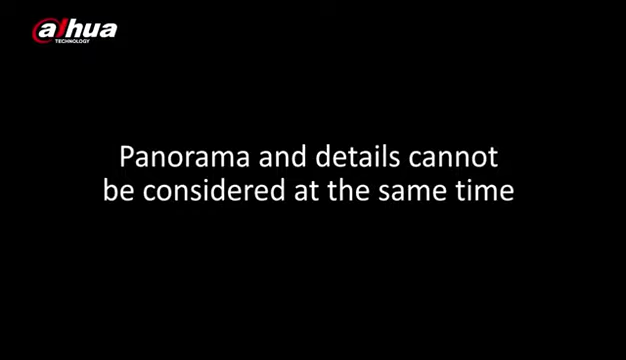 alhua
TECHNOLOGY
Panorama and details cannot
be considered at the same time